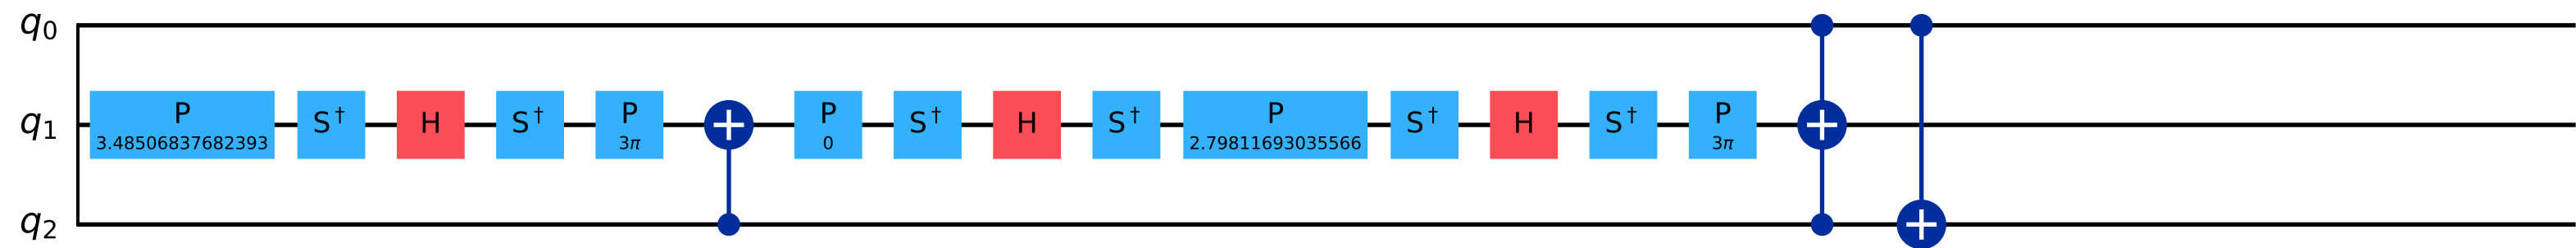 q0
q1 P 3.48506837682393 S† H S† P 3π P 0 S† H S† P 2.79811693035566 S† H S† P 3π
q2